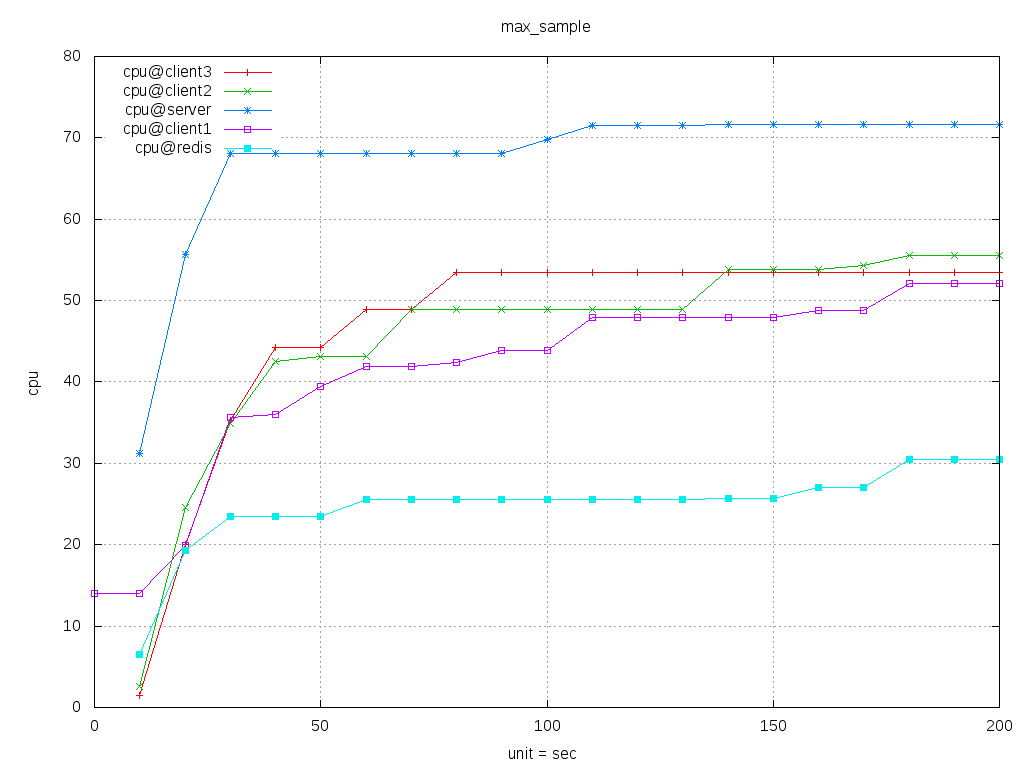 max_sample
80
70
60
50
40
30
20
10
0
cpu
cpu@client3
cpu@client2
cpu@server
cpu@client1
cpu@redis
0 50 100 150 200
unit = sec